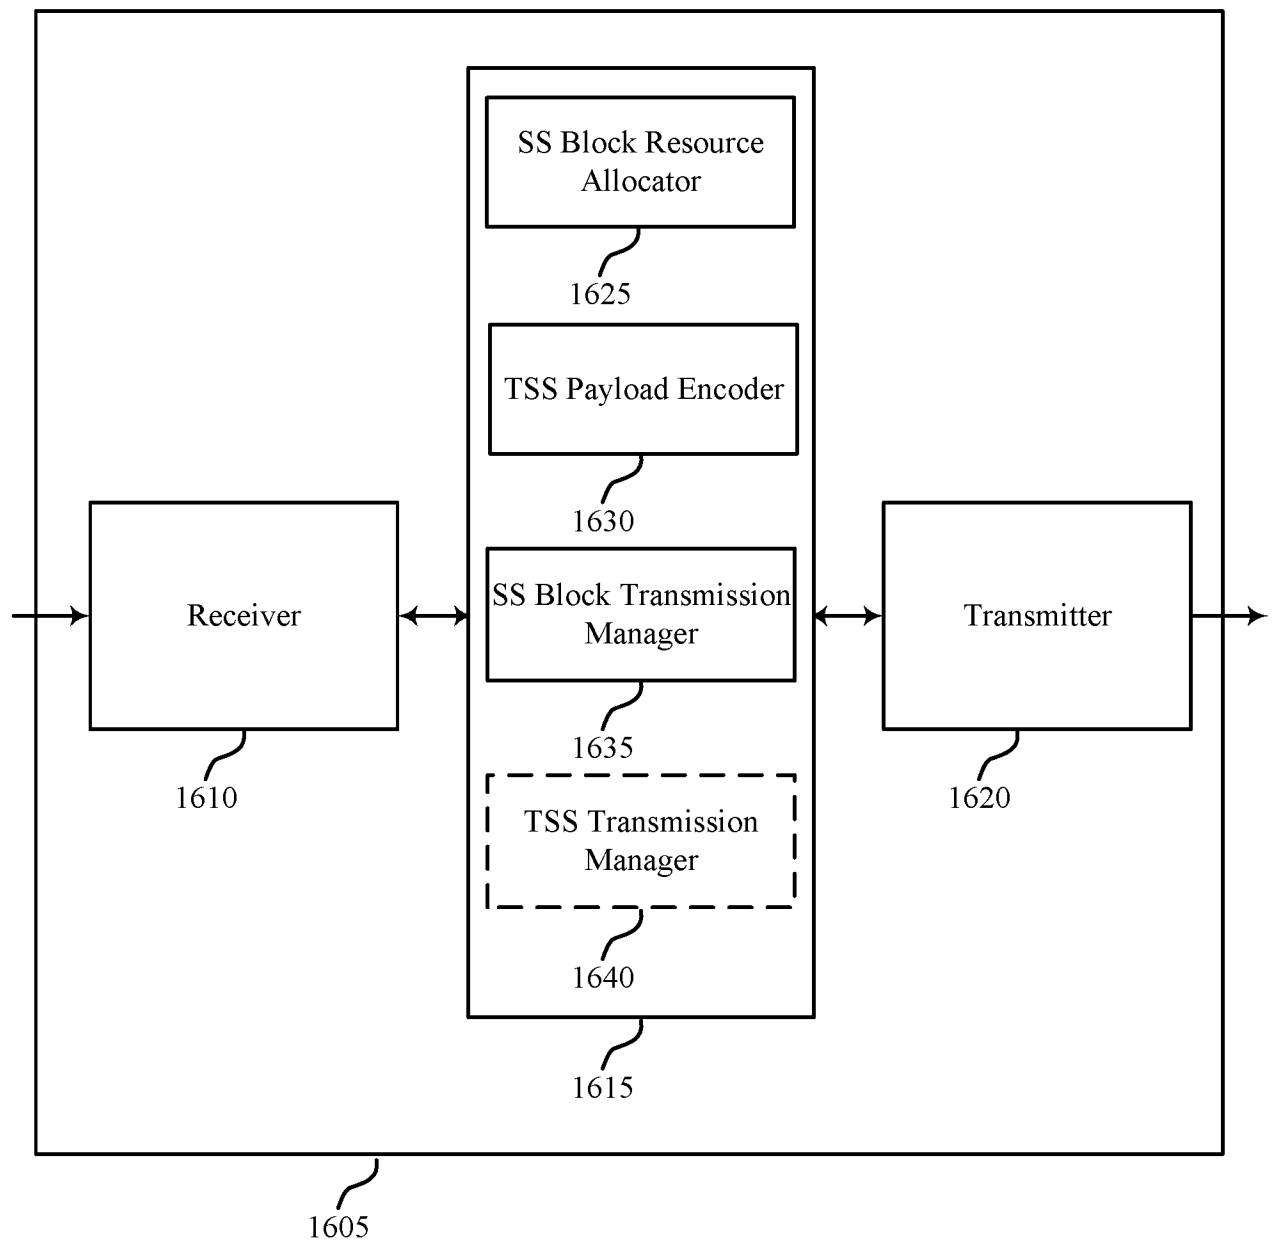 SS Block Resource
Allocator
1625
TSS Payload Encoder
1630
SS Block Transmission
Manager
1635
TSS Transmission
Manager
1640
1615
Receiver
1610
Transmitter
1620
1605